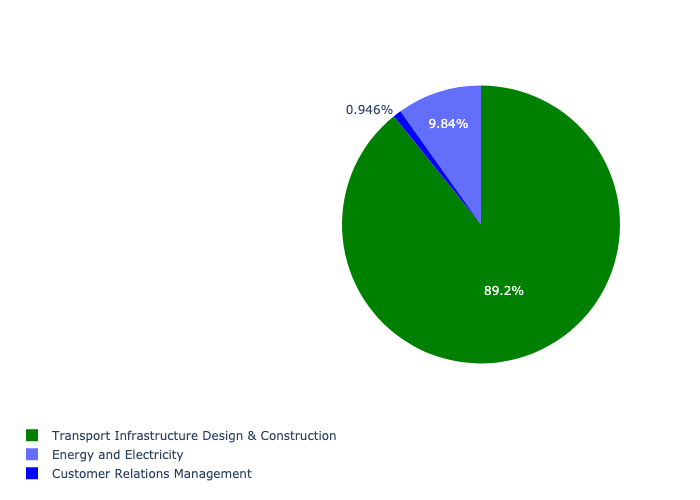 0.946%
9.84%
89.2%
Transport Infrastructure Design & Construction
Energy and Electricity
Customer Relations Management